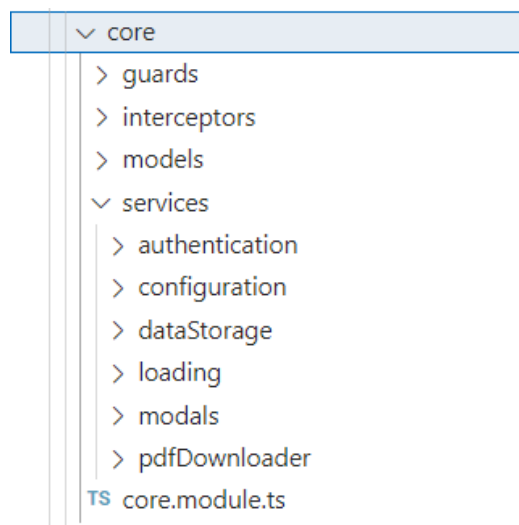 core
guards
interceptors
models
services
authentication
configuration
dataStorage
loading
modals
pdfDownloader
TS core.module.ts